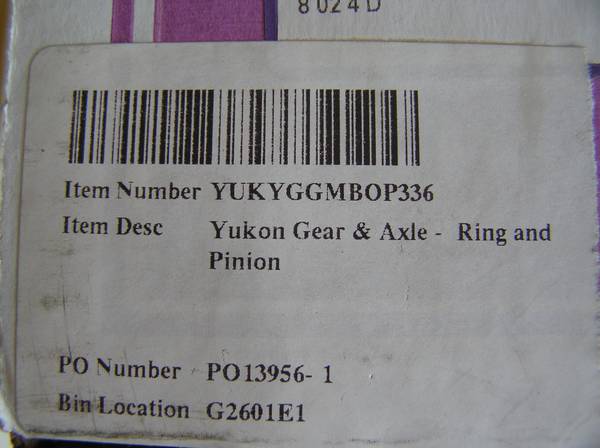 8024D
Item Number YUKYGGMBOP336
Item Desc Yukon Gear & Axle - Ring and
Pinion
PO Number PO13956- 1
Bin Location G2601E1